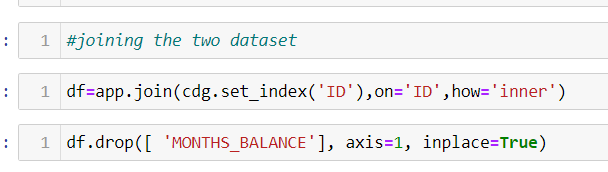 : 1 #joining the two dataset
: 1 df=app.join(cdg.set_index('ID'),on='ID',how='inner')
: 1 df.drop([ 'MONTHS_BALANCE'], axis=1, inplace=True)